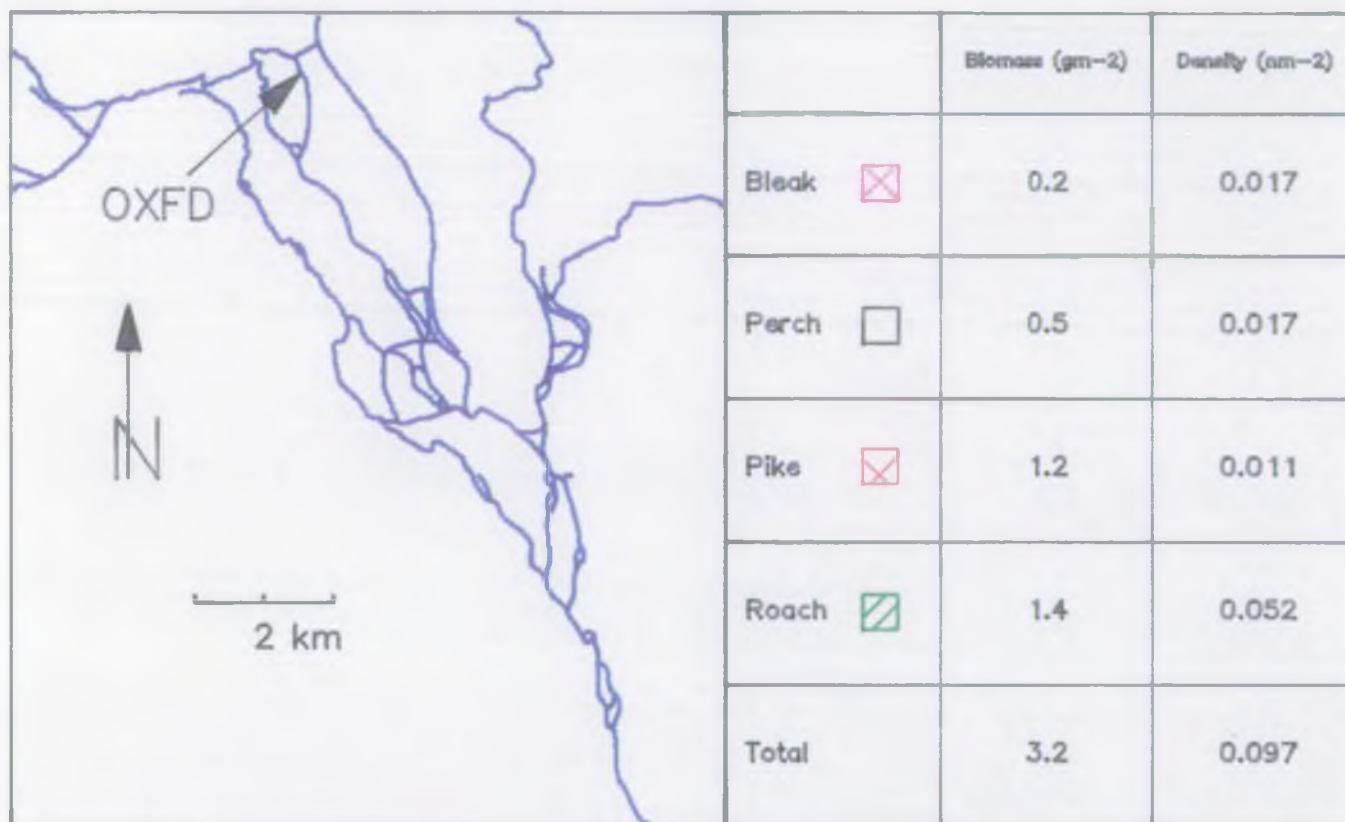 OXFD
N
2 km
Biomass (gm-2) Density (nm-2)
Bleak 0.2 0.017
Perch 0.5 0.017
Pike 1.2 0.011
Roach 1.4 0.052
Total 3.2 0.097